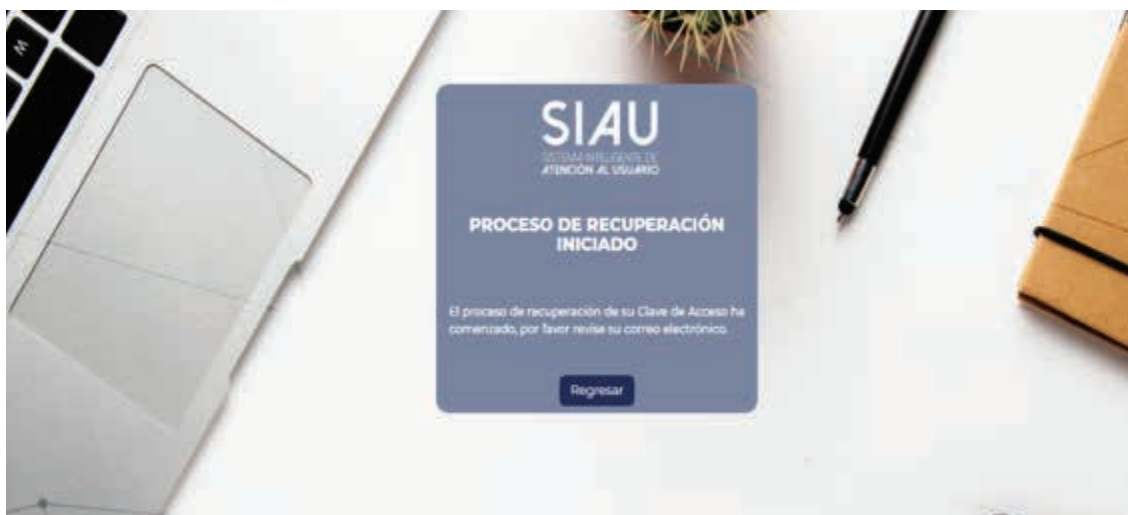 W
SIAU
SISTEMA INTELIGENTE DE
ATENCIÓN AL USUARIO
PROCESO DE RECUPERACIÓN
INICIADO
El proceso de recuperación de su Clave de Acceso ha
comenzado, por favor revise su correo electrónico.
Regresar